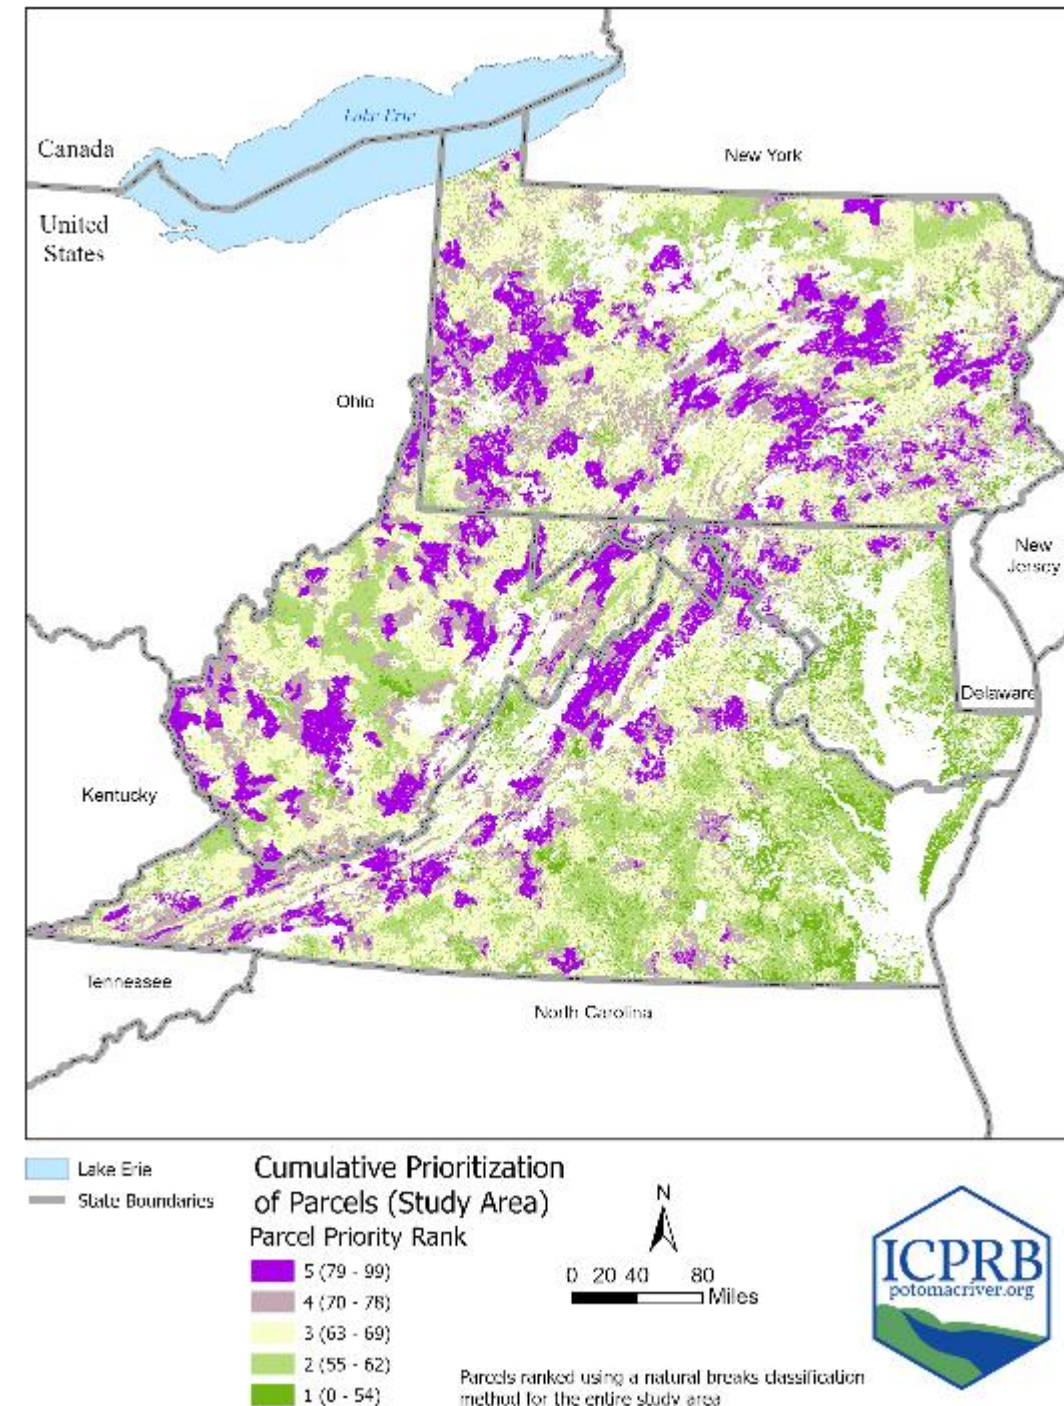 Lake Erie
Canada
New York
United
States
Ohio
New
Jersey
Delaware
Kentucky
Tennessee
North Carolina
Lake Erie
State Boundaries
Cumulative Prioritization
of Parcels (Study Area)
Parcel Priority Rank
5 (79 - 99)
4 (70 - 78)
3 (63 - 69)
2 (55 - 62)
1 (0 - 54)
N
0 20 40 80
Miles
Parcels ranked using a natural breaks classification
method for the entire study area
ICPRB
potomacriver.org